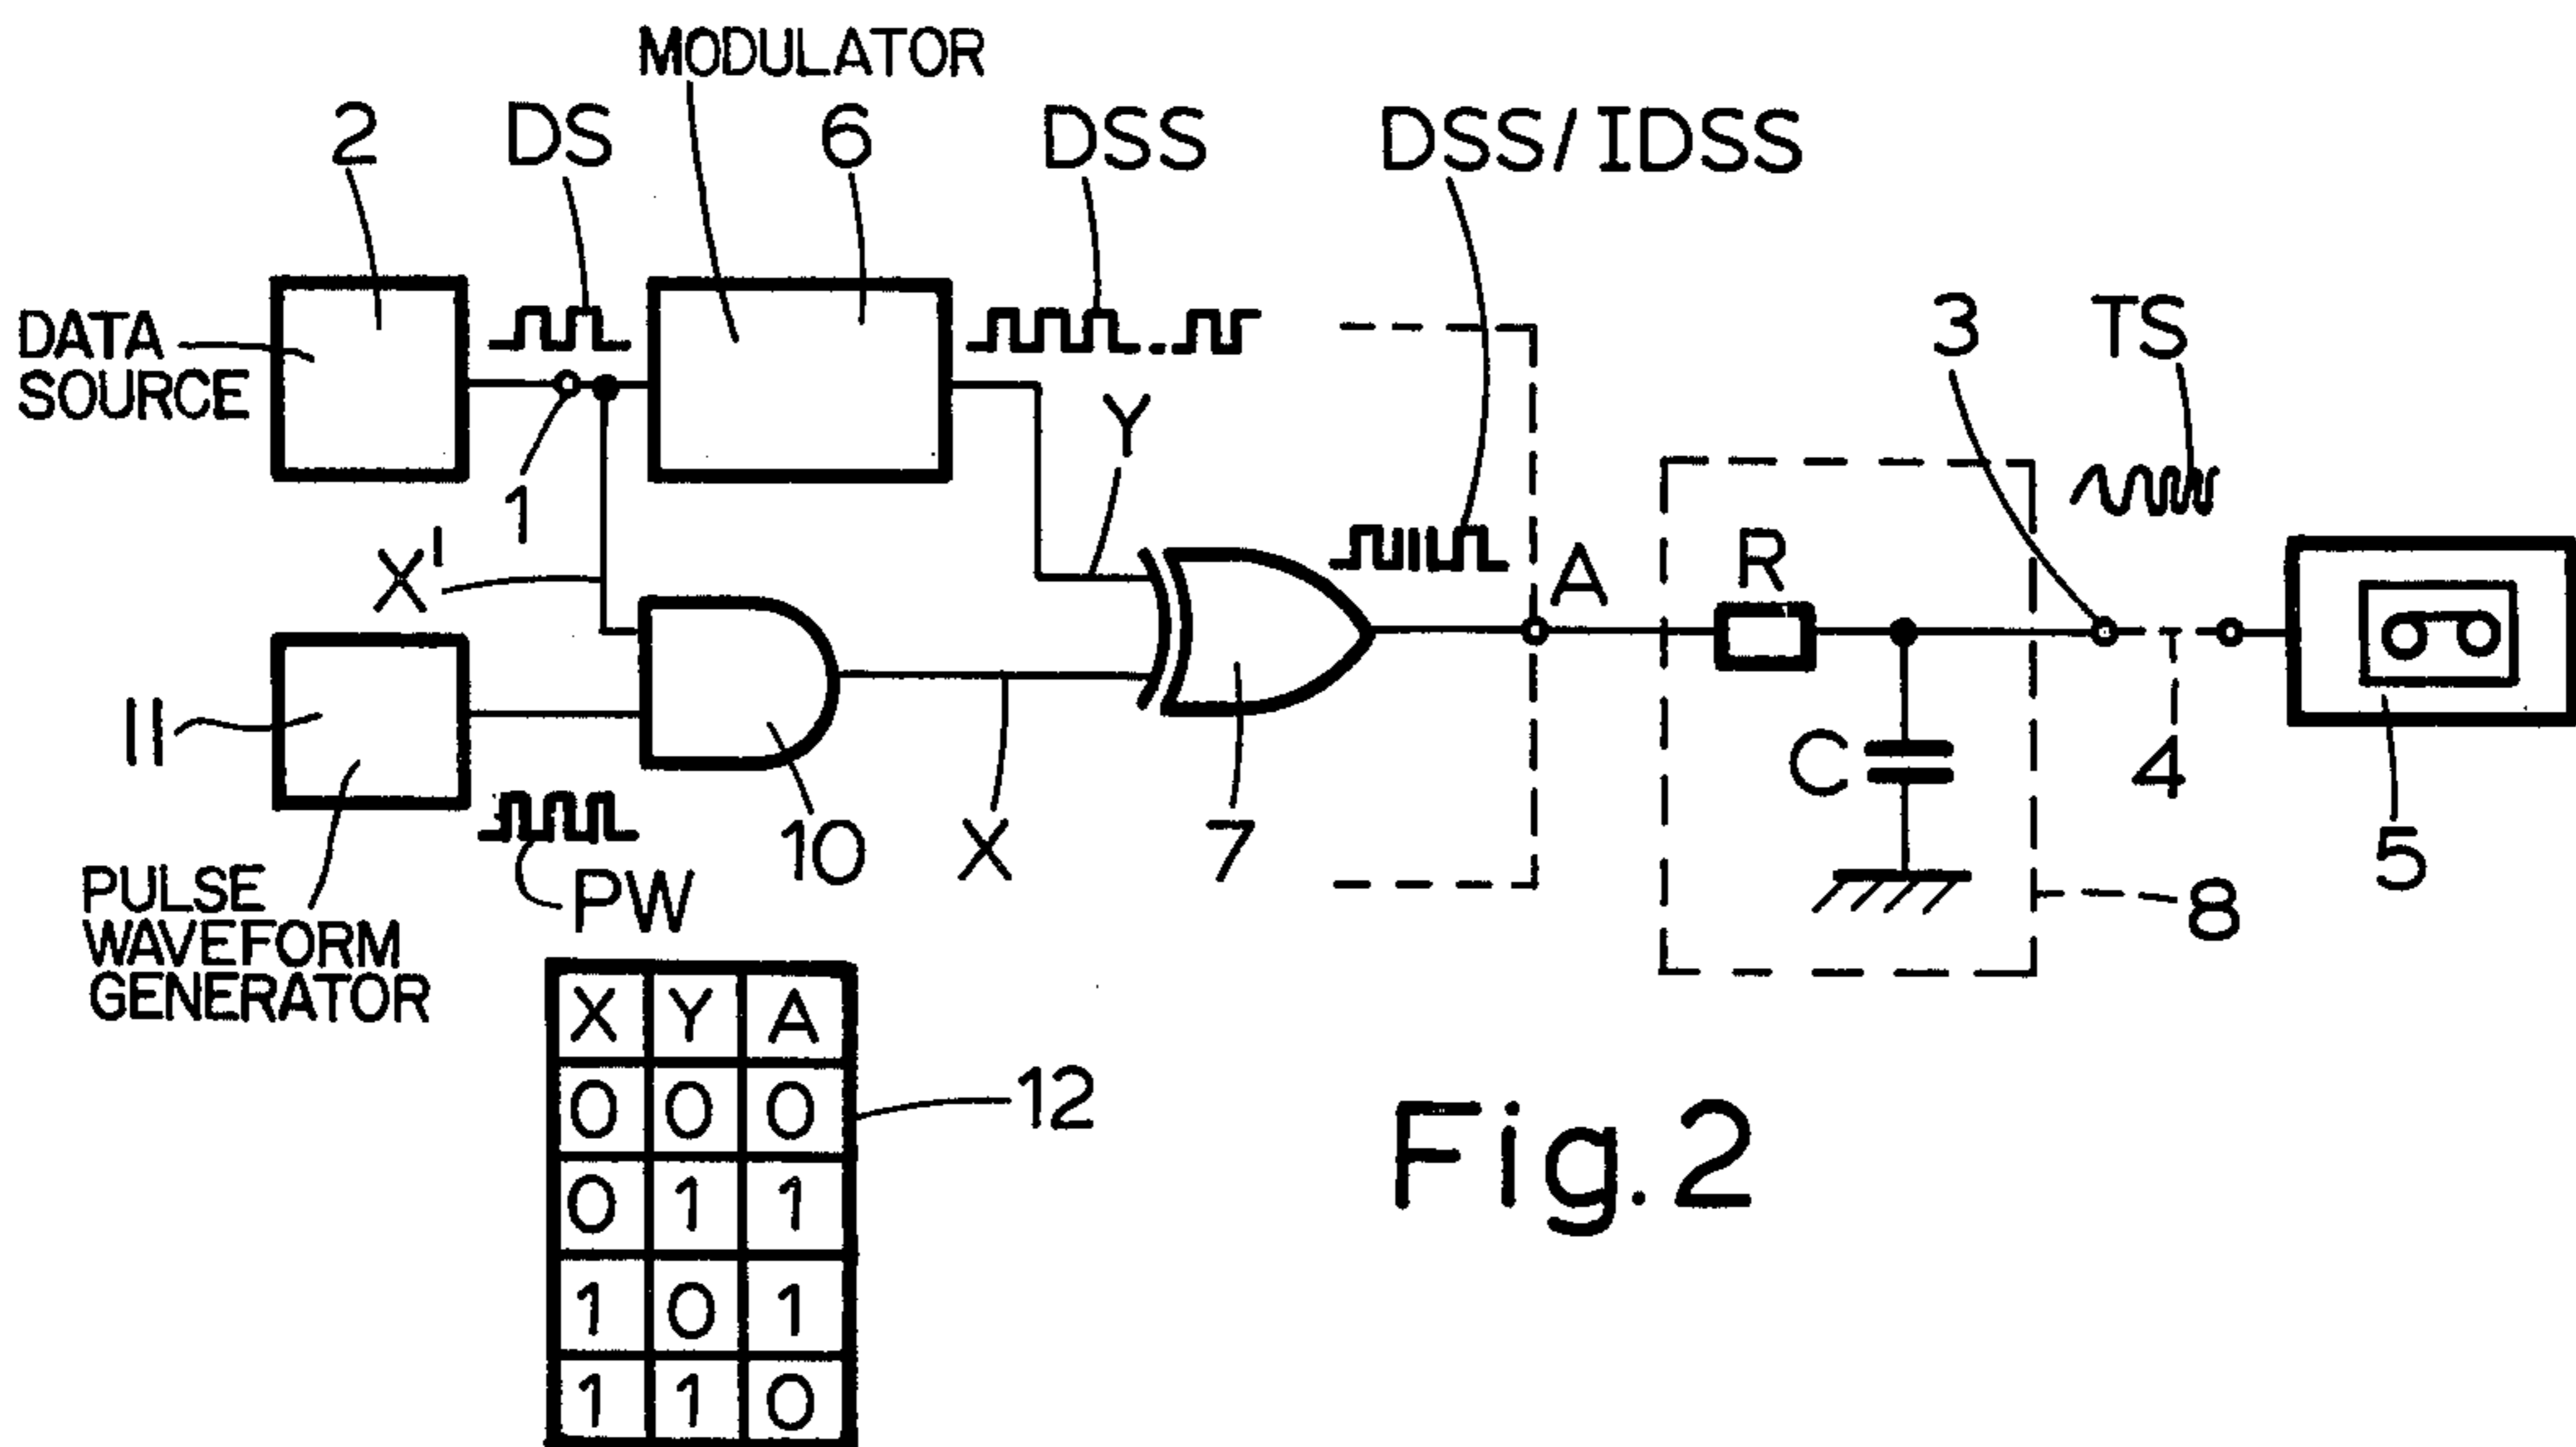 MODULATOR
2
DS
6
DSS
DSS/IDSS
3
TS
DATA
SOURCE
1
Y
X'
A
R
11
C
4
10
X
7
5
PULSE
WAVEFORM
GENERATOR
PW
8
X Y A
0 0 0
0 1 1
1 0 1
1 1 0
12
Fig.2